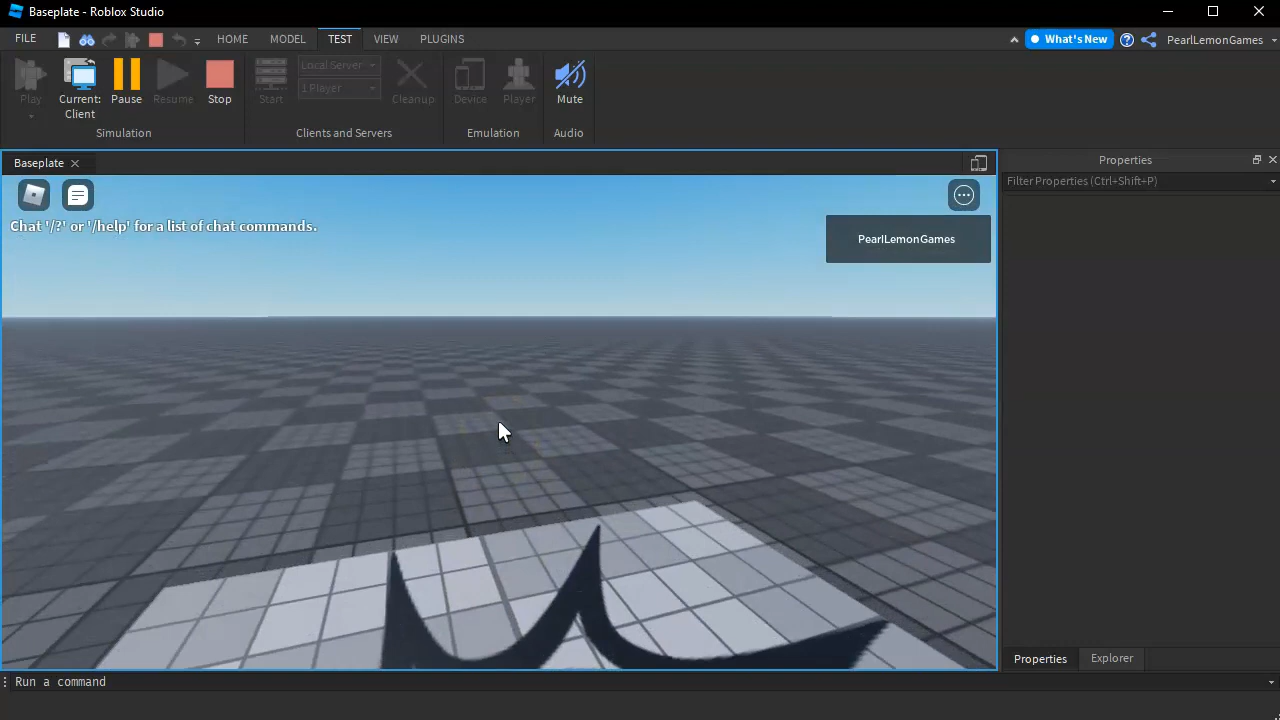 Baseplate - Roblox Studio
FILE
HOME
MODEL
TEST
VIEW
PLUGINS
What's New
PearlLemonGames
Play
Current:
Client
Pause
Resume
Stop
Simulation
Start
Local Server
1 Player
Cleanup
Clients and Servers
Device
Player
Emulation
Mute
Audio
Baseplate
Properties
Filter Properties (Ctrl+Shift+P)
Chat '/?' or '/help' for a list of chat commands.
PearlLemonGames
Properties
Explorer
Run a command